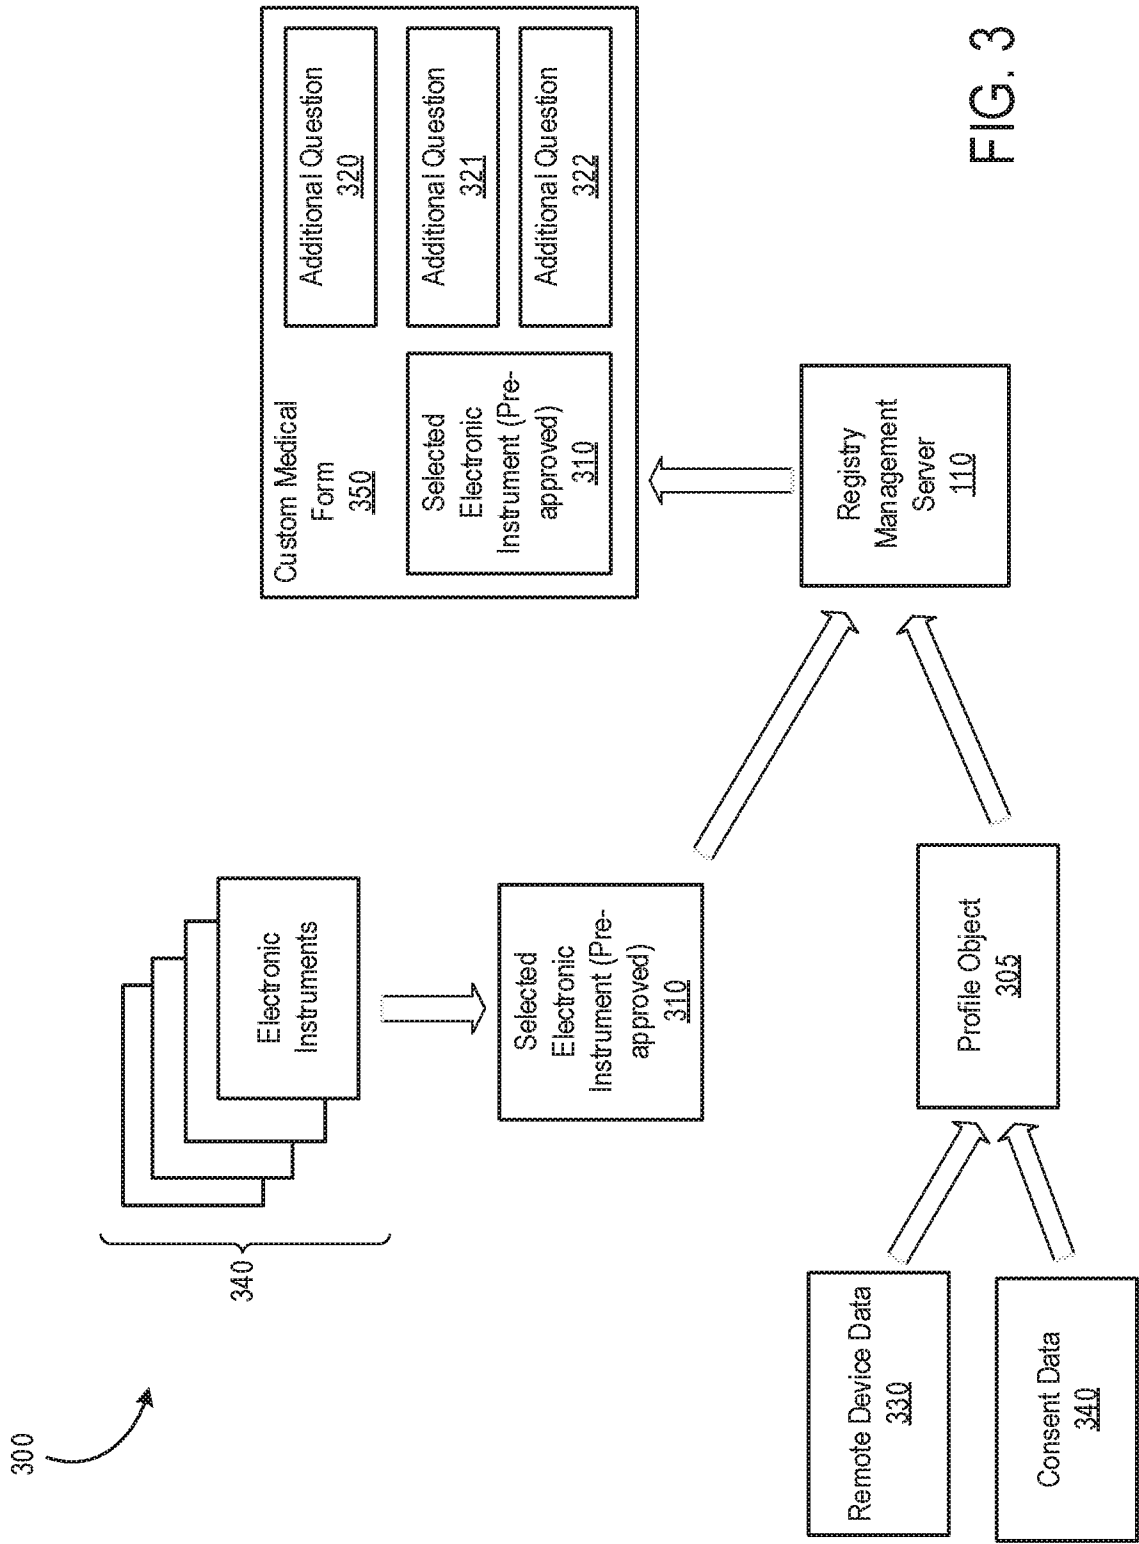 300
340
Electronic
Instruments
Selected
Electronic
Instrument (Pre-
approved)
310
Remote Device Data
330
Consent Data
340
Profile Object
305
Registry
Management
Server
110
Custom Medical
Form
350
Selected
Electronic
Instrument (Pre-
approved)
310
Additional Question
320
Additional Question
321
Additional Question
322
FIG. 3